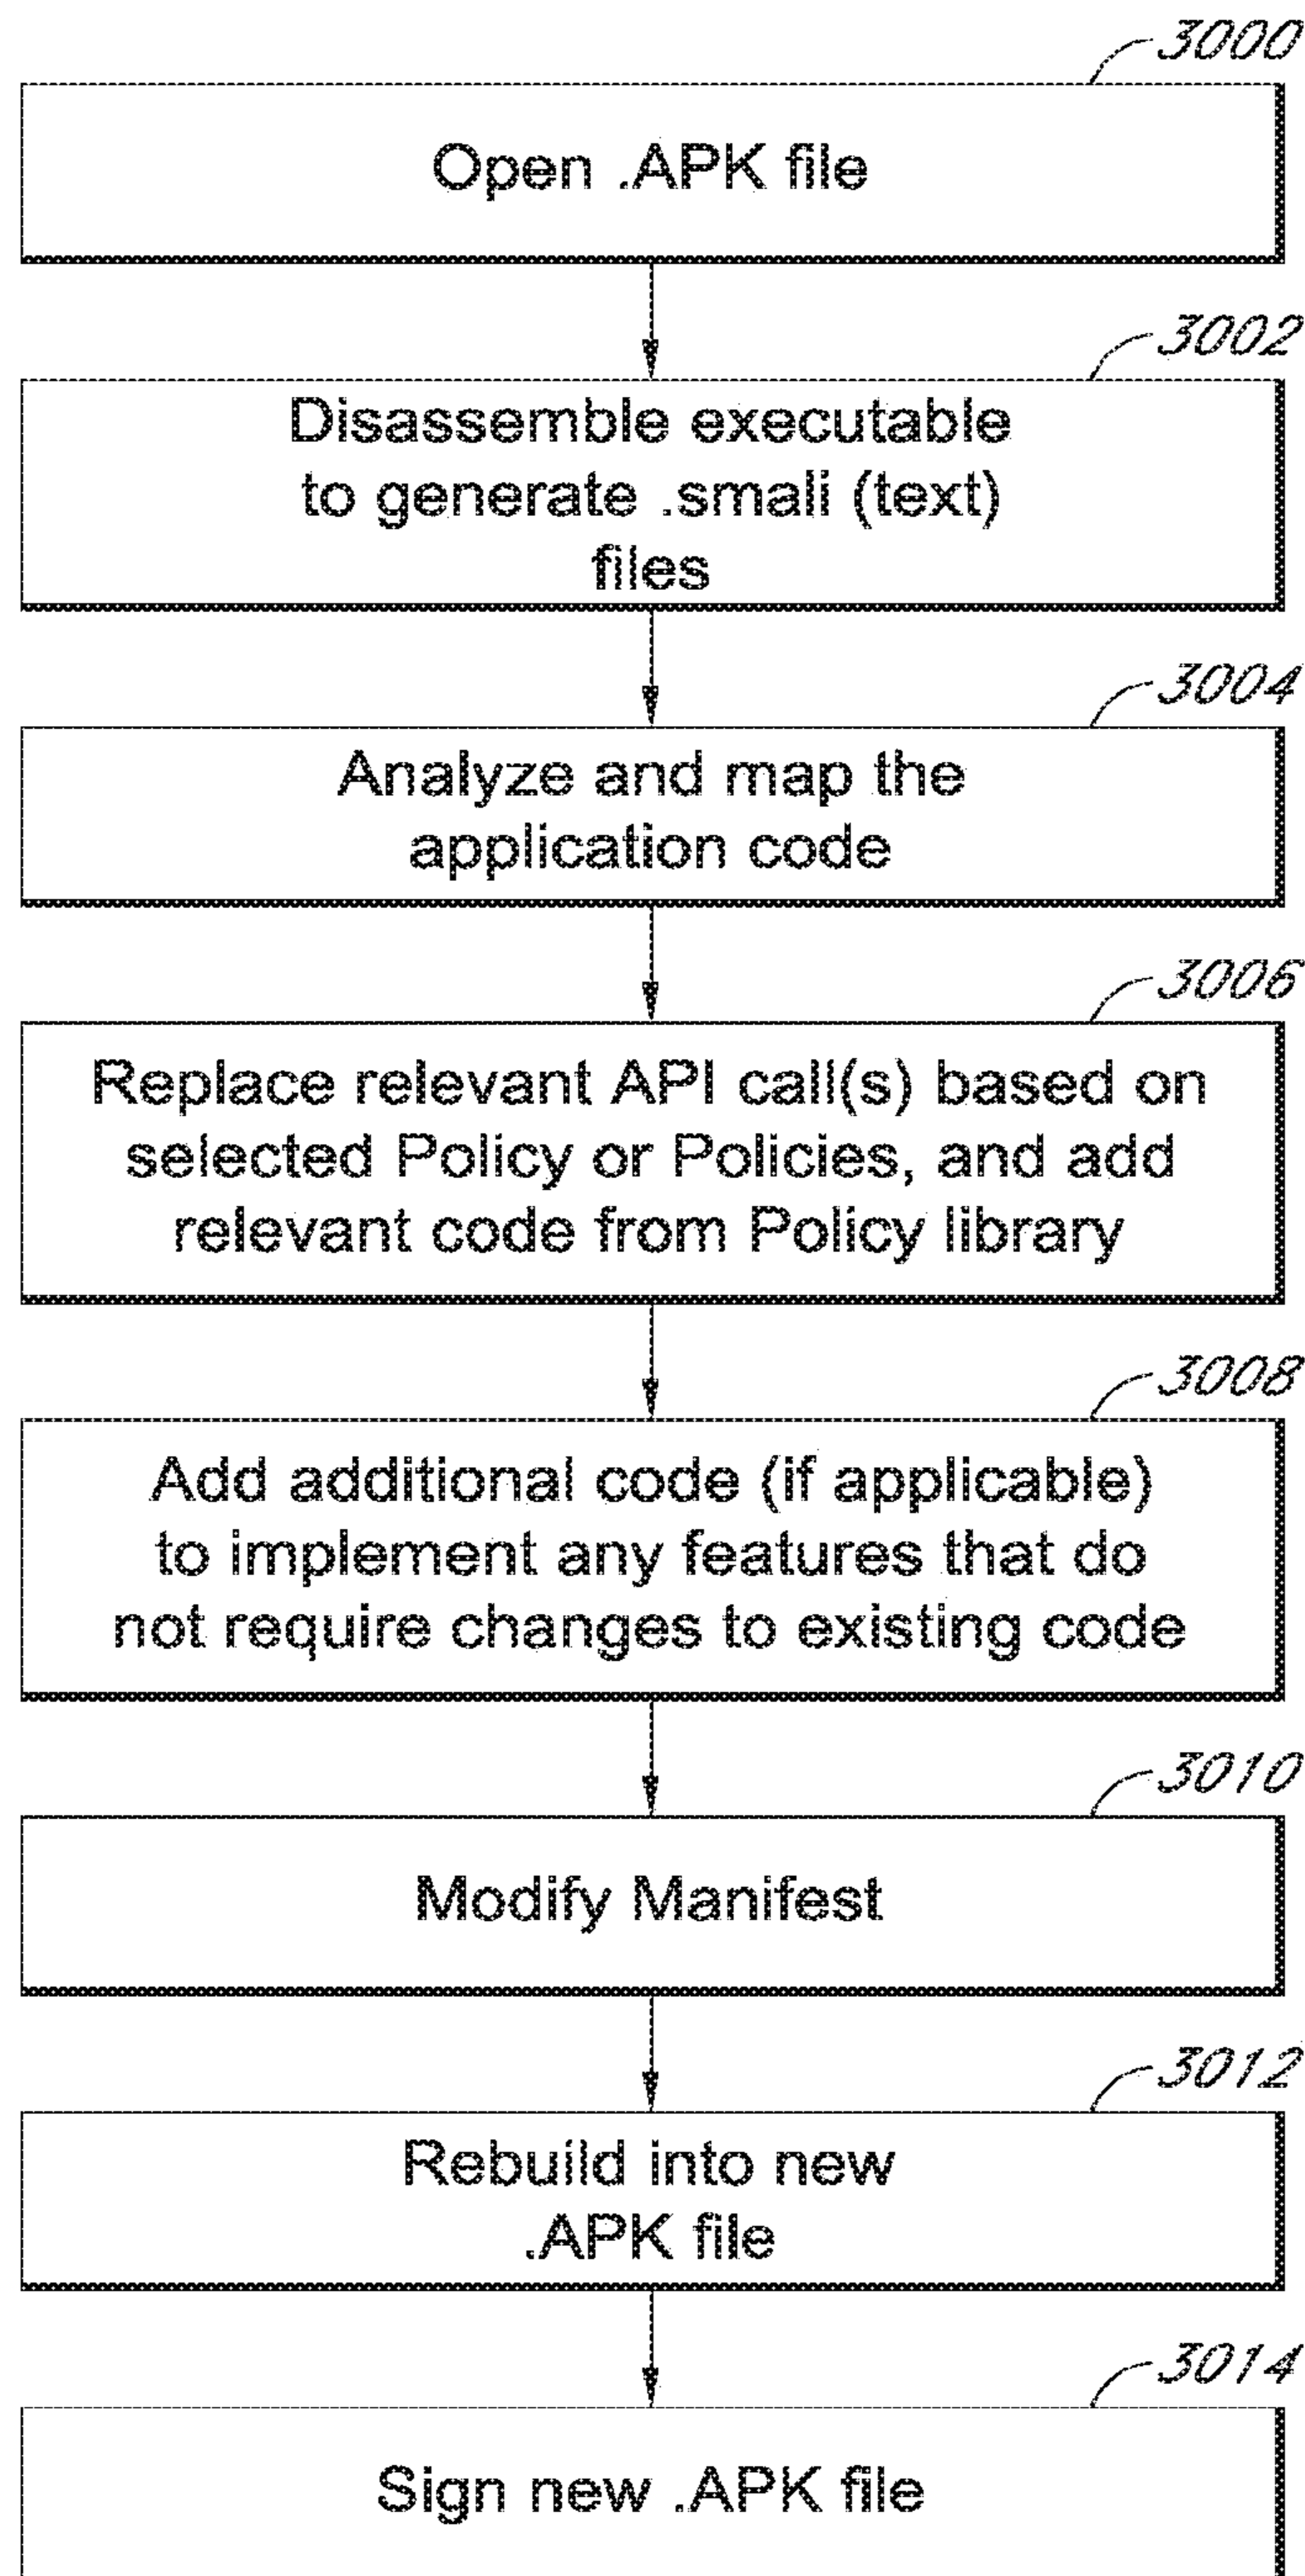 3000
Open .APK file
3002
Disassemble executable
to generate .smali (text)
files
3004
Analyze and map the
application code
3006
Replace relevant API call(s) based on
selected Policy or Policies, and add
relevant code from Policy library
3008
Add additional code (if applicable)
to implement any features that do
not require changes to existing code
3010
Modify Manifest
3012
Rebuild into new
.APK file
3014
Sign new .APK file